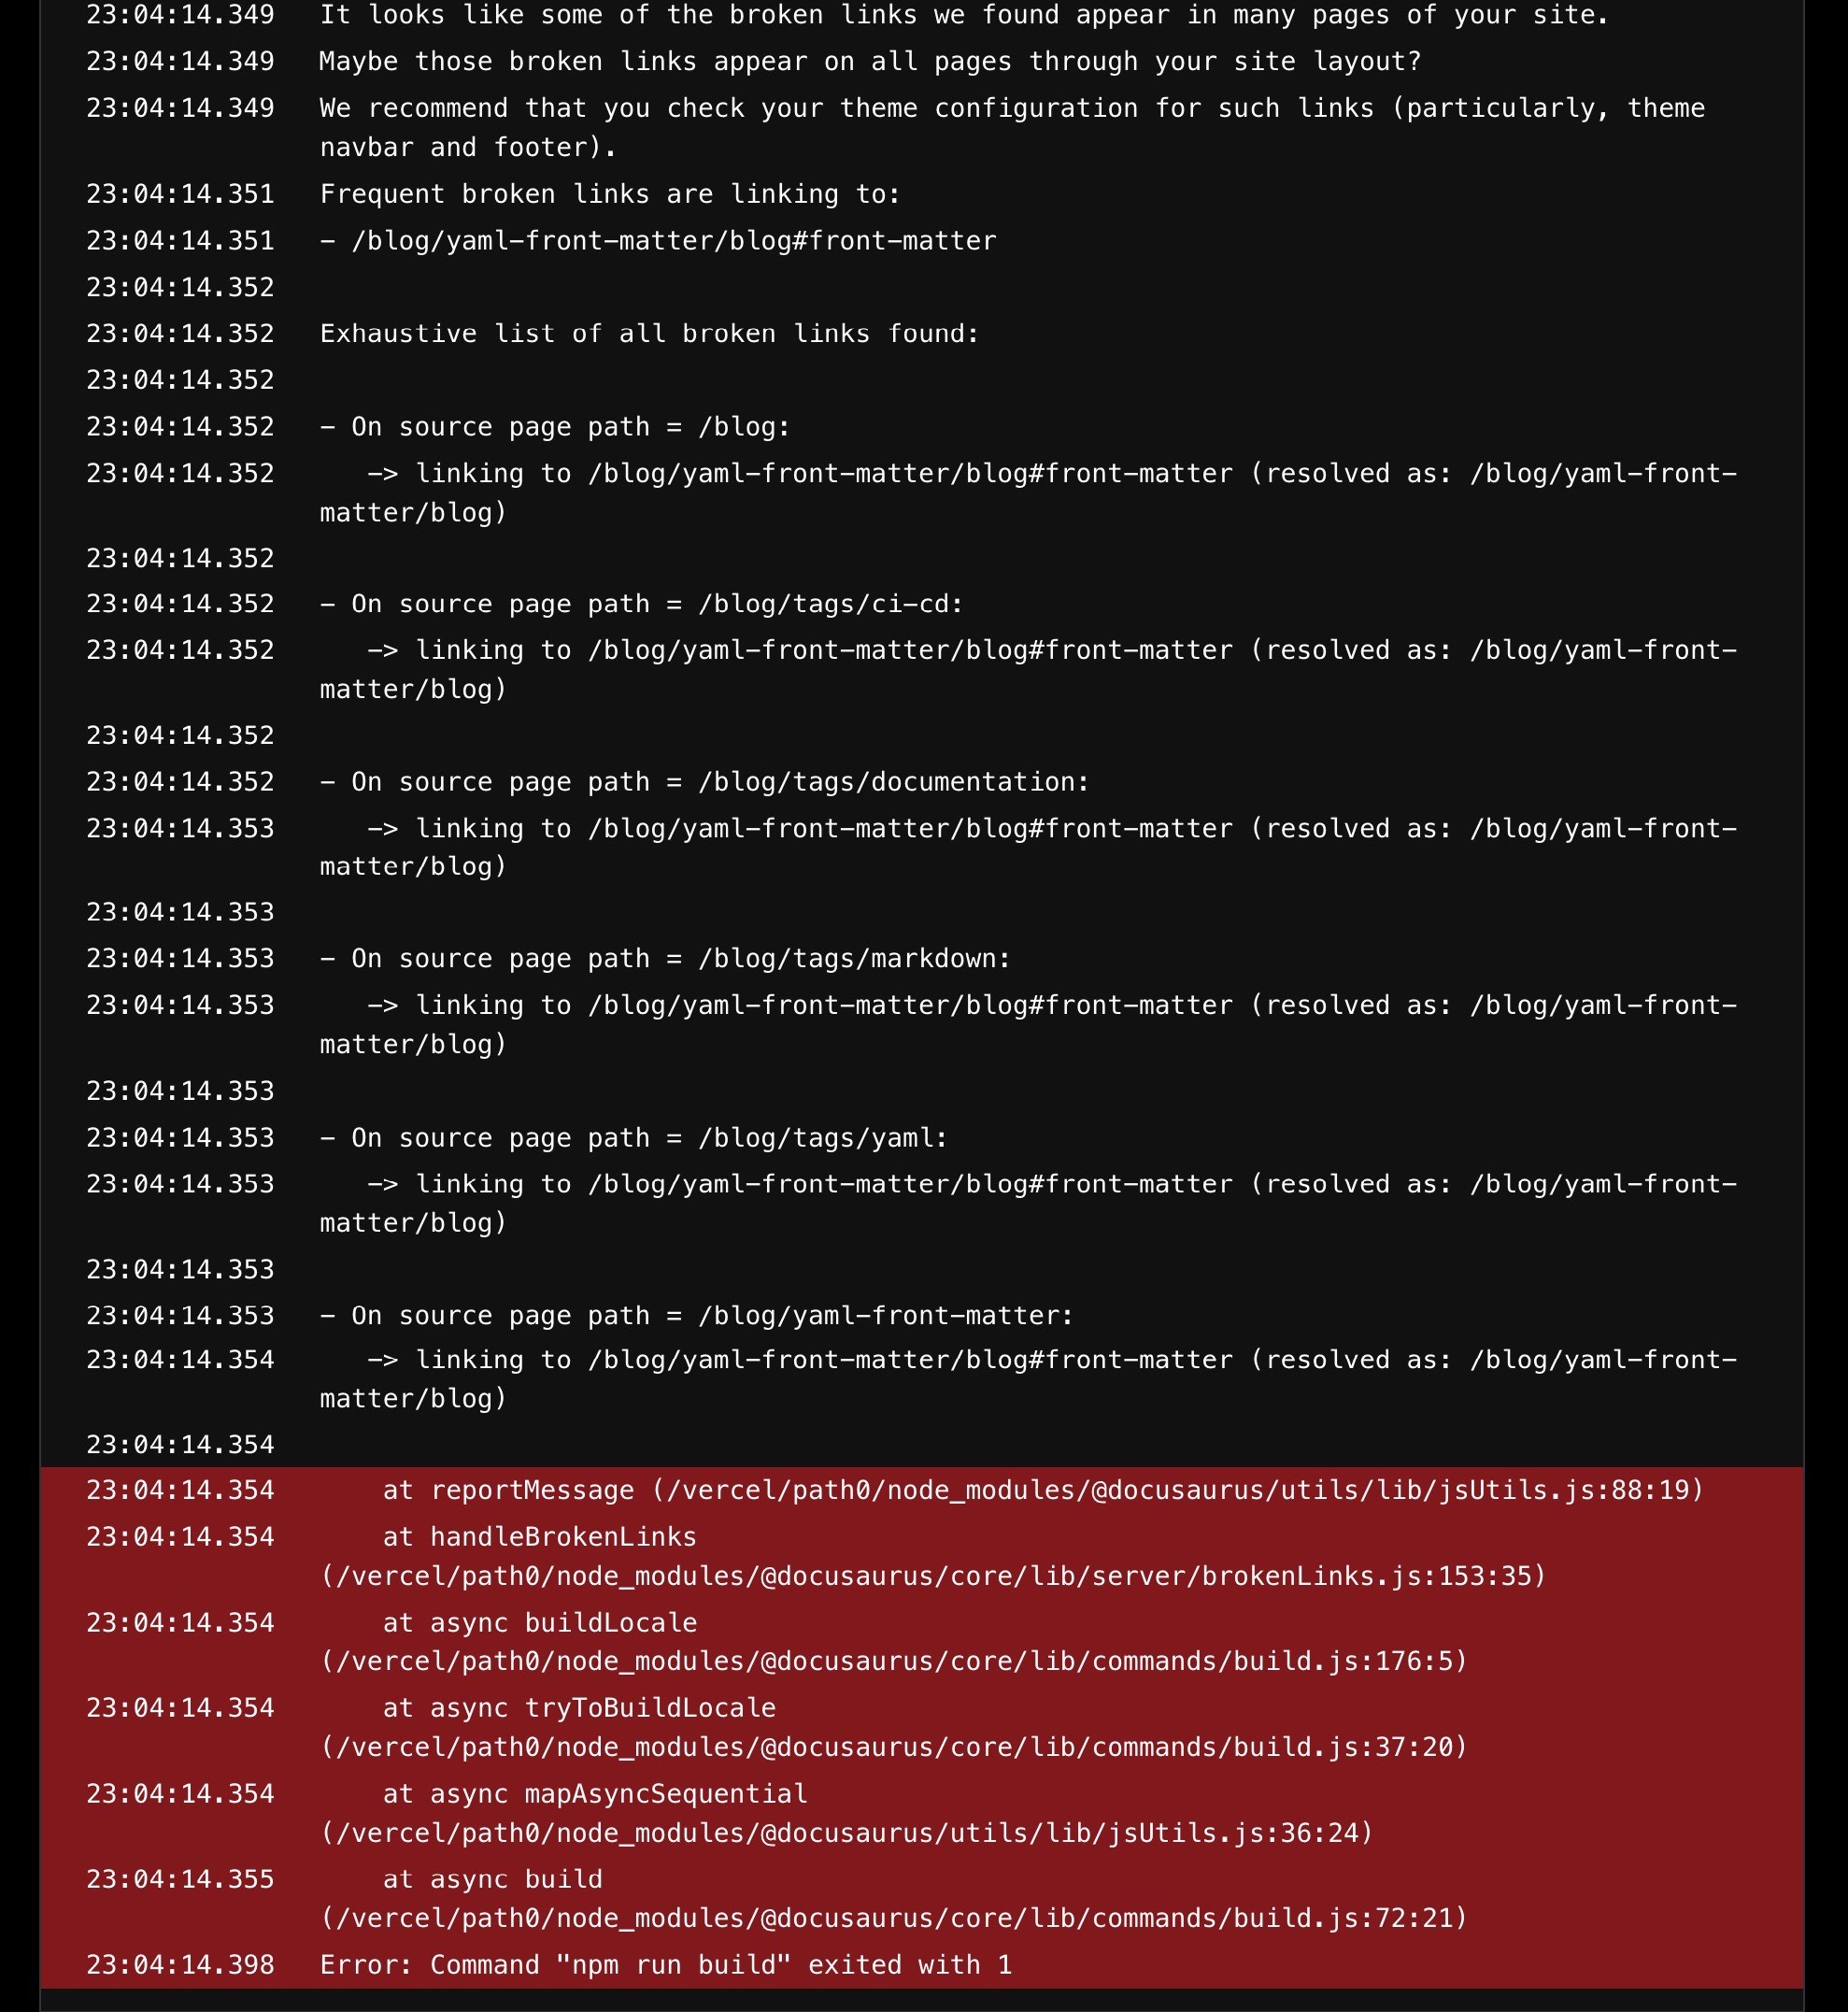 23:04:14.349 It looks like some of the broken links we found appear in many pages of your site.
23:04:14.349 Maybe those broken links appear on all pages through your site layout?
23:04:14.349 We recommend that you check your theme configuration for such links (particularly, theme
navbar and footer).
23:04:14.351 Frequent broken links are linking to:
23:04:14.351 – /blog/yaml-front-matter/blog#front-matter
23:04:14.352
23:04:14.352 Exhaustive list of all broken links found:
23:04:14.352
23:04:14.352 – On source page path = /blog:
23:04:14.352 –> linking to /blog/yaml-front-matter/blog#front-matter (resolved as: /blog/yaml-front-
matter/blog)
23:04:14.352
23:04:14.352 – On source page path = /blog/tags/ci-cd:
23:04:14.352 –> linking to /blog/yaml-front-matter/blog#front-matter (resolved as: /blog/yaml-front-
matter/blog)
23:04:14.352
23:04:14.352 – On source page path = /blog/tags/documentation:
23:04:14.353 –> linking to /blog/yaml-front-matter/blog#front-matter (resolved as: /blog/yaml-front-
matter/blog)
23:04:14.353
23:04:14.353 – On source page path = /blog/tags/markdown:
23:04:14.353 –> linking to /blog/yaml-front-matter/blog#front-matter (resolved as: /blog/yaml-front-
matter/blog)
23:04:14.353
23:04:14.353 – On source page path = /blog/tags/yaml:
23:04:14.353 –> linking to /blog/yaml-front-matter/blog#front-matter (resolved as: /blog/yaml-front-
matter/blog)
23:04:14.353
23:04:14.353 – On source page path = /blog/yaml-front-matter:
23:04:14.354 –> linking to /blog/yaml-front-matter/blog#front-matter (resolved as: /blog/yaml-front-
matter/blog)
23:04:14.354
23:04:14.354 at reportMessage (/vercel/path0/node_modules/@docusaurus/utils/lib/jsUtils.js:88:19)
23:04:14.354 at handleBrokenLinks
(/vercel/path0/node_modules/@docusaurus/core/lib/server/brokenLinks.js:153:35)
23:04:14.354 at async buildLocale
(/vercel/path0/node_modules/@docusaurus/core/lib/commands/build.js:176:5)
23:04:14.354 at async tryToBuildLocale
(/vercel/path0/node_modules/@docusaurus/core/lib/commands/build.js:37:20)
23:04:14.354 at async mapAsyncSequential
(/vercel/path0/node_modules/@docusaurus/utils/lib/jsUtils.js:36:24)
23:04:14.355 at async build
(/vercel/path0/node_modules/@docusaurus/core/lib/commands/build.js:72:21)
23:04:14.398 Error: Command "npm run build" exited with 1